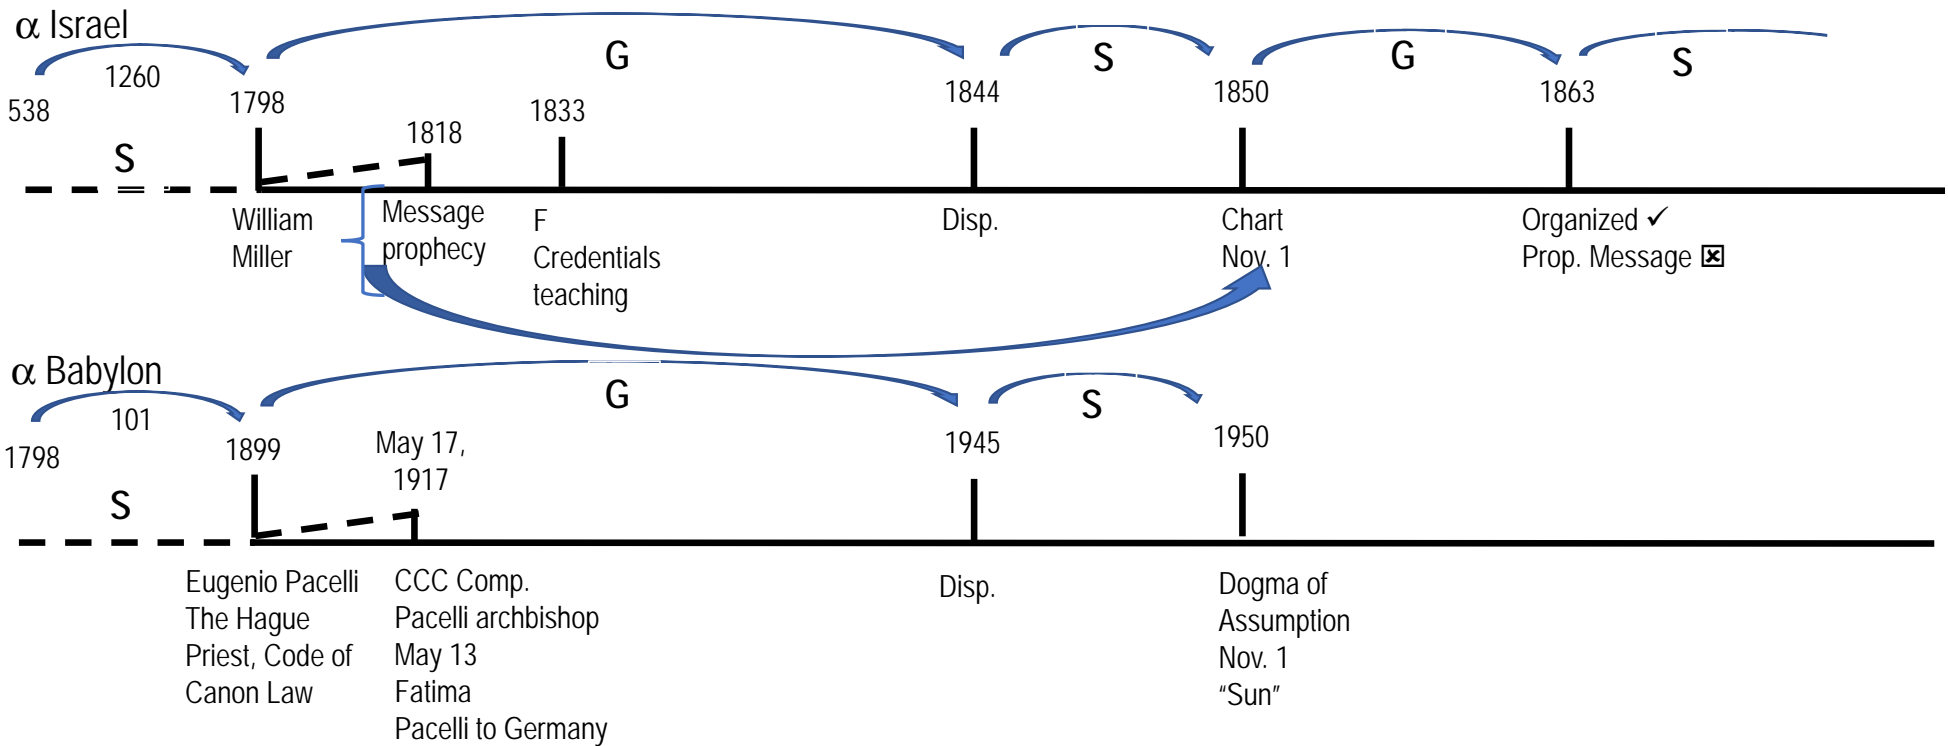 α Israel
G
S
G
S
1260
538
1798
1818
1833
1844
1850
1863
S
William
Miller
Message
prophecy
F
Credentials
teaching
Disp.
Chart
Nov. 1
Organized ✓
Prop. Message ☒
α Babylon
G
S
101
1798
1899
May 17,
1917
1945
1950
S
Eugenio Pacelli
The Hague
Priest, Code of
Canon Law
CCC Comp.
Pacelli archbishop
May 13
Fatima
Pacelli to Germany
Disp.
Dogma of
Assumption
Nov. 1
“Sun”